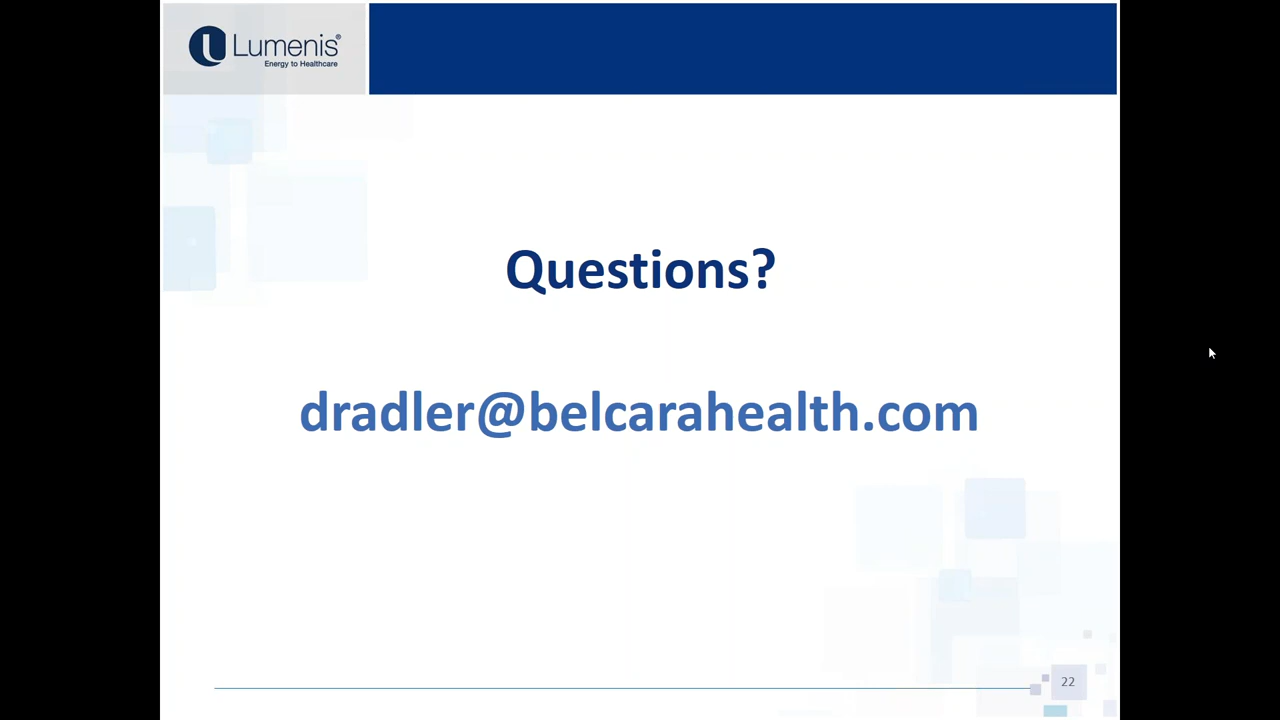 Lumenis®
Energy to Healthcare
Questions?
dradler@belcarahealth.com
22